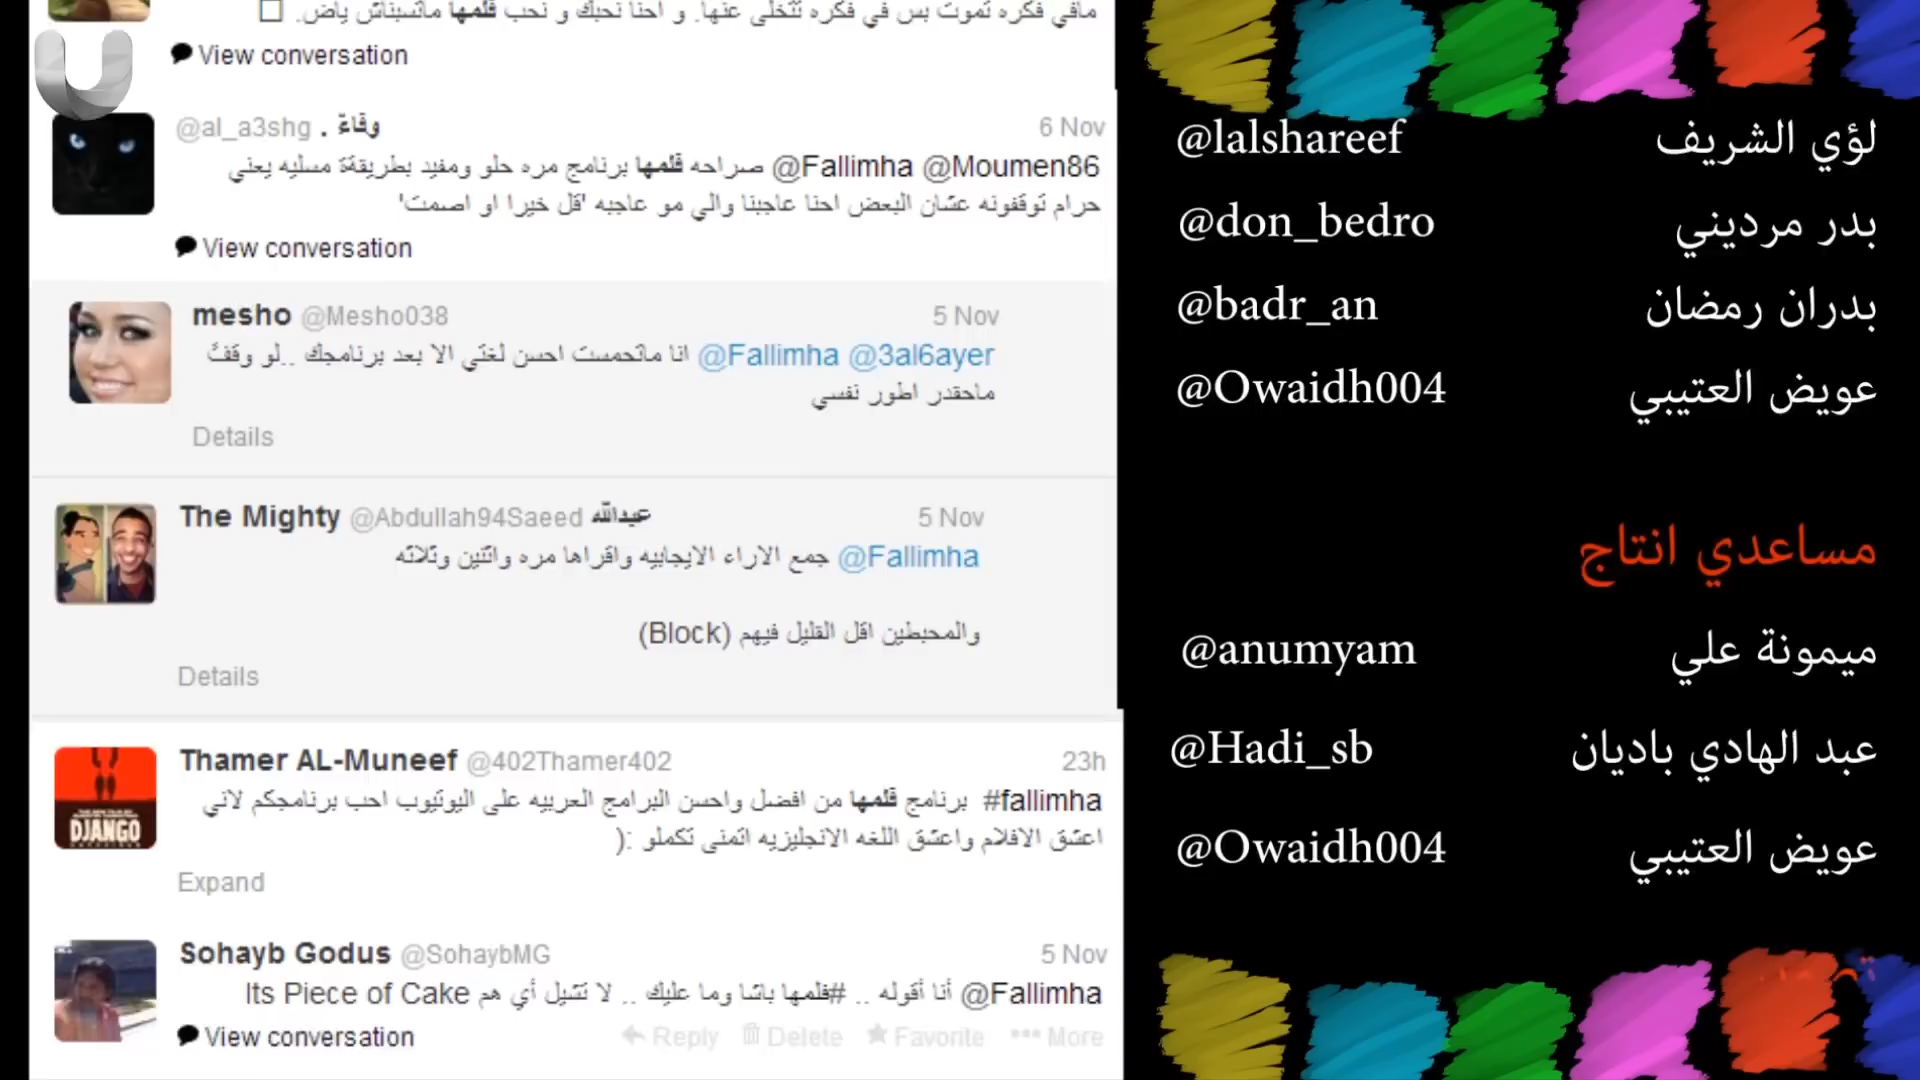 مافي فكره تموت بس في فكره تتخلى عنها. و احنا نحبك و نحب فلمها ماتسبناش ياض.
View conversation
وفاءً . @al_a3shg 6 Nov
@Fallimha @Moumen86 صراحه فلمها برنامج مره حلو ومفيد بطريقة مسليه يعني
حرام توقفونه عشان البعض احنا عاجبنا والي مو عاجبه 'قل خيرا او اصمت'
View conversation
mesho @Mesho038 5 Nov
@Fallimha @3al6ayer انا ماتحمست احسن لغتي الا بعد برنامجك ..لو وقفت
ماحقدر اطور نفسي
Details
The Mighty عبدالله @Abdullah94Saeed 5 Nov
@Fallimha جمع الاراء الايجابيه واقراها مره واثنين وثلاثه
والمحبطين اقل القليل فيهم (Block)
Details
Thamer AL-Muneef @402Thamer402 23h
#fallimha برنامج فلمها من افضل واحسن البرامج العربيه على اليوتيوب احب برنامجكم لاني
اعشق الافلام واعشق اللغه الانجليزيه اتمنى تكملو :(
Expand
Sohayb Godus @SohaybMG 5 Nov
@Fallimha أنا أقوله .. #فلمها باشا وما عليك .. لا تشيل أي هم Its Piece of Cake
View conversation Reply Delete Favorite More
لؤي الشريف @lalshareef
بدر مرديني @don_bedro
بدران رمضان @badr_an
عويض العتيبي @Owaidh004
مساعدي انتاج
ميمونة علي @anumyam
عبد الهادي باديان @Hadi_sb
عويض العتيبي @Owaidh004
DJANGO